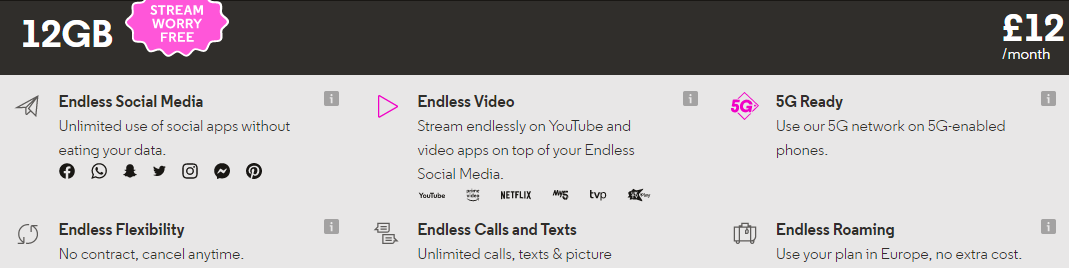 12GB
STREAM
WORRY
FREE
£12
/month
Endless Social Media
Unlimited use of social apps without
eating your data.
Endless Video
Stream endlessly on YouTube and
video apps on top of your Endless
Social Media.
YouTube prime video NETFLIX My5 tvp
5G
5G Ready
Use our 5G network on 5G-enabled
phones.
Endless Flexibility
No contract, cancel anytime.
Endless Calls and Texts
Unlimited calls, texts & picture
Endless Roaming
Use your plan in Europe, no extra cost.